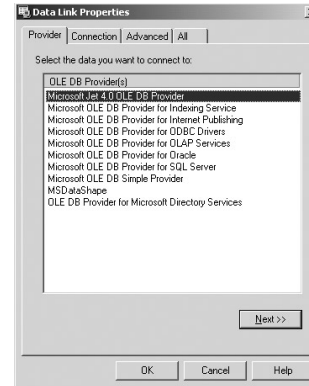 Data Link Properties
Provider Connection Advanced All
Select the data you want to connect to:
OLE DB Provider(s)
Microsoft Jet 4.0 OLE DB Provider
Microsoft OLE DB Provider for Indexing Service
Microsoft OLE DB Provider for Internet Publishing
Microsoft OLE DB Provider for ODBC Drivers
Microsoft OLE DB Provider for OLAP Services
Microsoft OLE DB Provider for Oracle
Microsoft OLE DB Provider for SQL Server
Microsoft OLE DB Simple Provider
MSDataShape
OLE DB Provider for Microsoft Directory Services
Next >>
OK Cancel Help